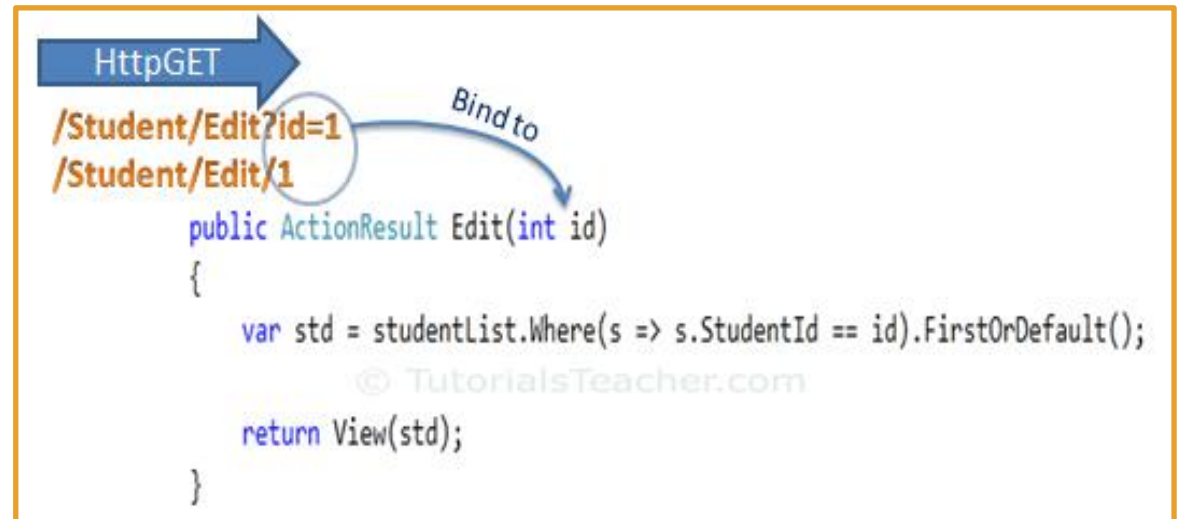 HttpGET
Bind to
/Student/Edit?id=1
/Student/Edit/1
public ActionResult Edit(int id)
{
var std = studentList.Where(s => s.StudentId == id).FirstOrDefault();
© TutorialsTeacher.com
return View(std);
}